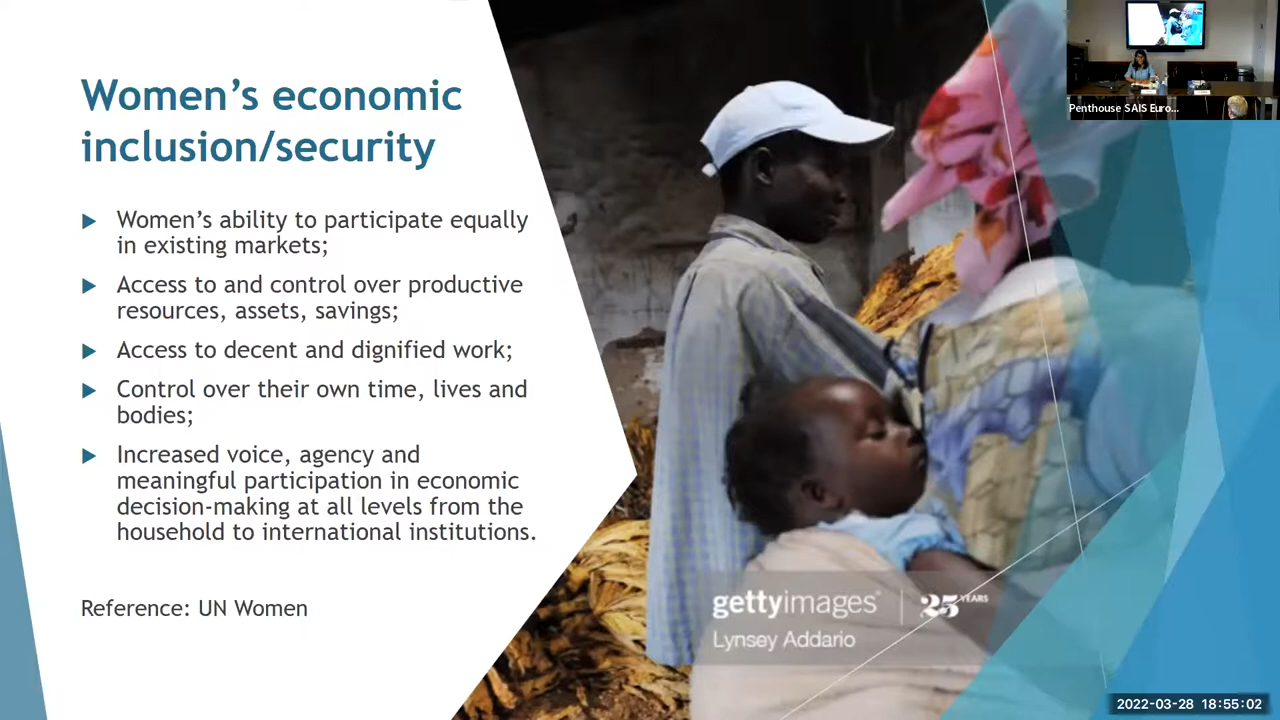 Women's economic
inclusion/security
Women's ability to participate equally
in existing markets;
Access to and control over productive
resources, assets, savings;
Access to decent and dignified work;
Control over their own time, lives and
bodies;
Increased voice, agency and
meaningful participation in economic
decision-making at all levels from the
household to international institutions.
Reference: UN Women
gettyimages 25 YEARS
Lynsey Addario
Penthouse SAIS Euro...
2022-03-28 18:55:02